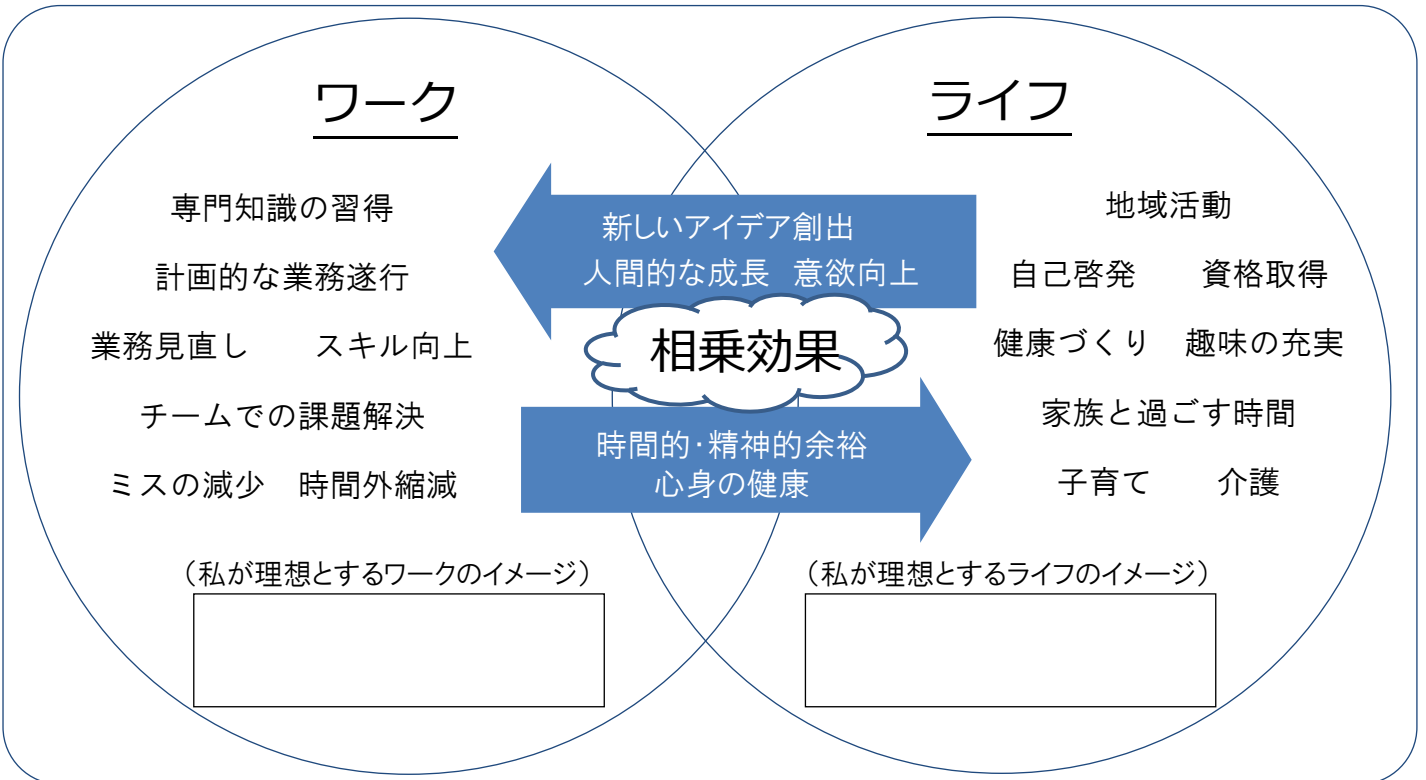 ワーク
専門知識の習得
計画的な業務遂行
業務見直し　　スキル向上
チームでの課題解決
ミスの減少　時間外縮減
（私が理想とするワークのイメージ）
新しいアイデア創出
人間的な成長　意欲向上
相乗効果
時間的・精神的余裕
心身の健康
ライフ
地域活動
自己啓発　　資格取得
健康づくり　趣味の充実
家族と過ごす時間
子育て　　介護
（私が理想とするライフのイメージ）